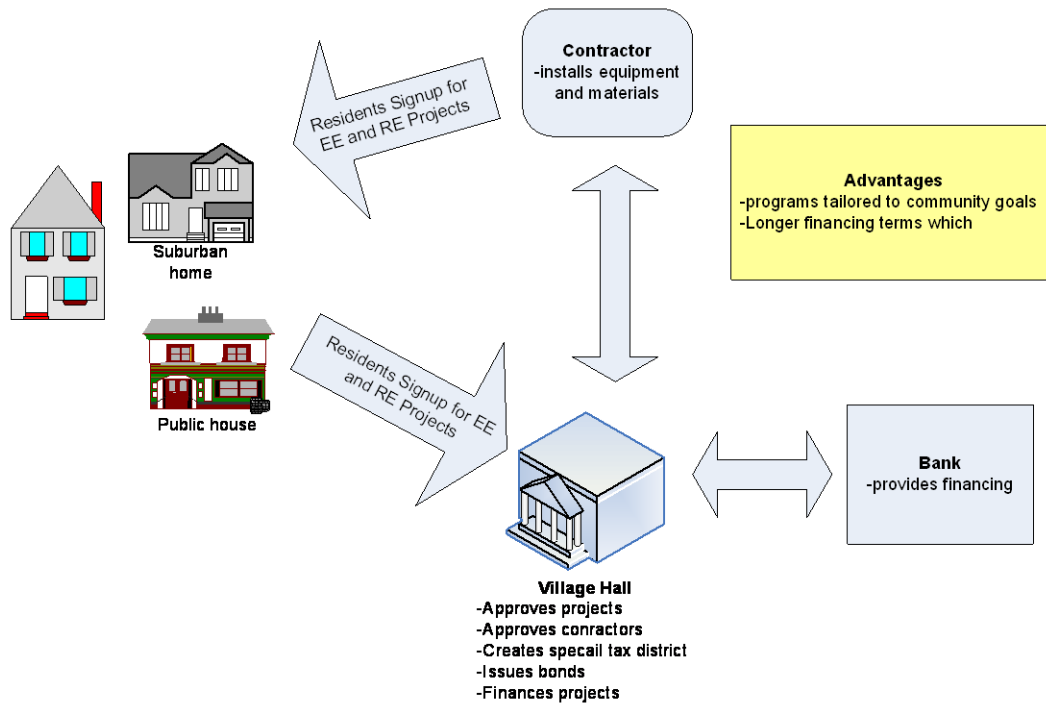 Contractor
-installs equipment
and materials
Residents Signup for
EE and RE Projects
Advantages
-programs tailored to community goals
-Longer financing terms which
Suburban
home
Public house
Residents Signup for EE
and RE Projects
Bank
-provides financing
Village Hall
-Approves projects
-Approves conractors
-Creates specail tax district
-Issues bonds
-Finances projects